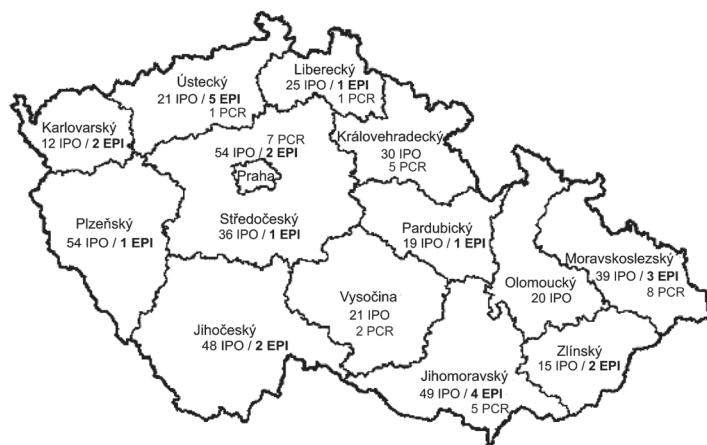 Liberecký
25 IPO / 1 EPI
1 PCR
Ústecký
21 IPO / 5 EPI
1 PCR
Karlovarský
12 IPO / 2 EPI
7 PCR
54 IPO / 2 EPI
Praha
Královehradecký
30 IPO
5 PCR
Plzeňský
54 IPO / 1 EPI
Středočeský
36 IPO / 1 EPI
Pardubický
19 IPO / 1 EPI
Moravskoslezský
39 IPO / 3 EPI
8 PCR
Olomoucký
20 IPO
Vysočina
21 IPO
2 PCR
Jihočeský
48 IPO / 2 EPI
Zlínský
15 IPO / 2 EPI
Jihomoravský
49 IPO / 4 EPI
5 PCR